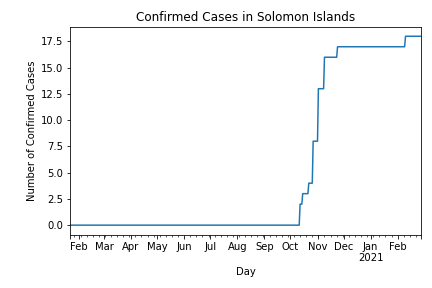 Confirmed Cases in Solomon Islands
Number of Confirmed Cases
17.5
15.0
12.5
10.0
7.5
5.0
2.5
0.0
Feb Mar Apr May Jun Jul Aug Sep Oct Nov Dec Jan Feb
2021
Day